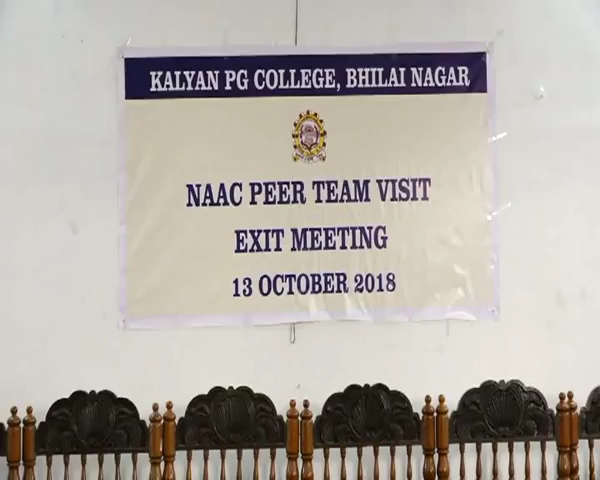 KALYAN PG COLLEGE, BHILAI NAGAR
NAAC PEER TEAM VISIT
EXIT MEETING
13 OCTOBER 2018